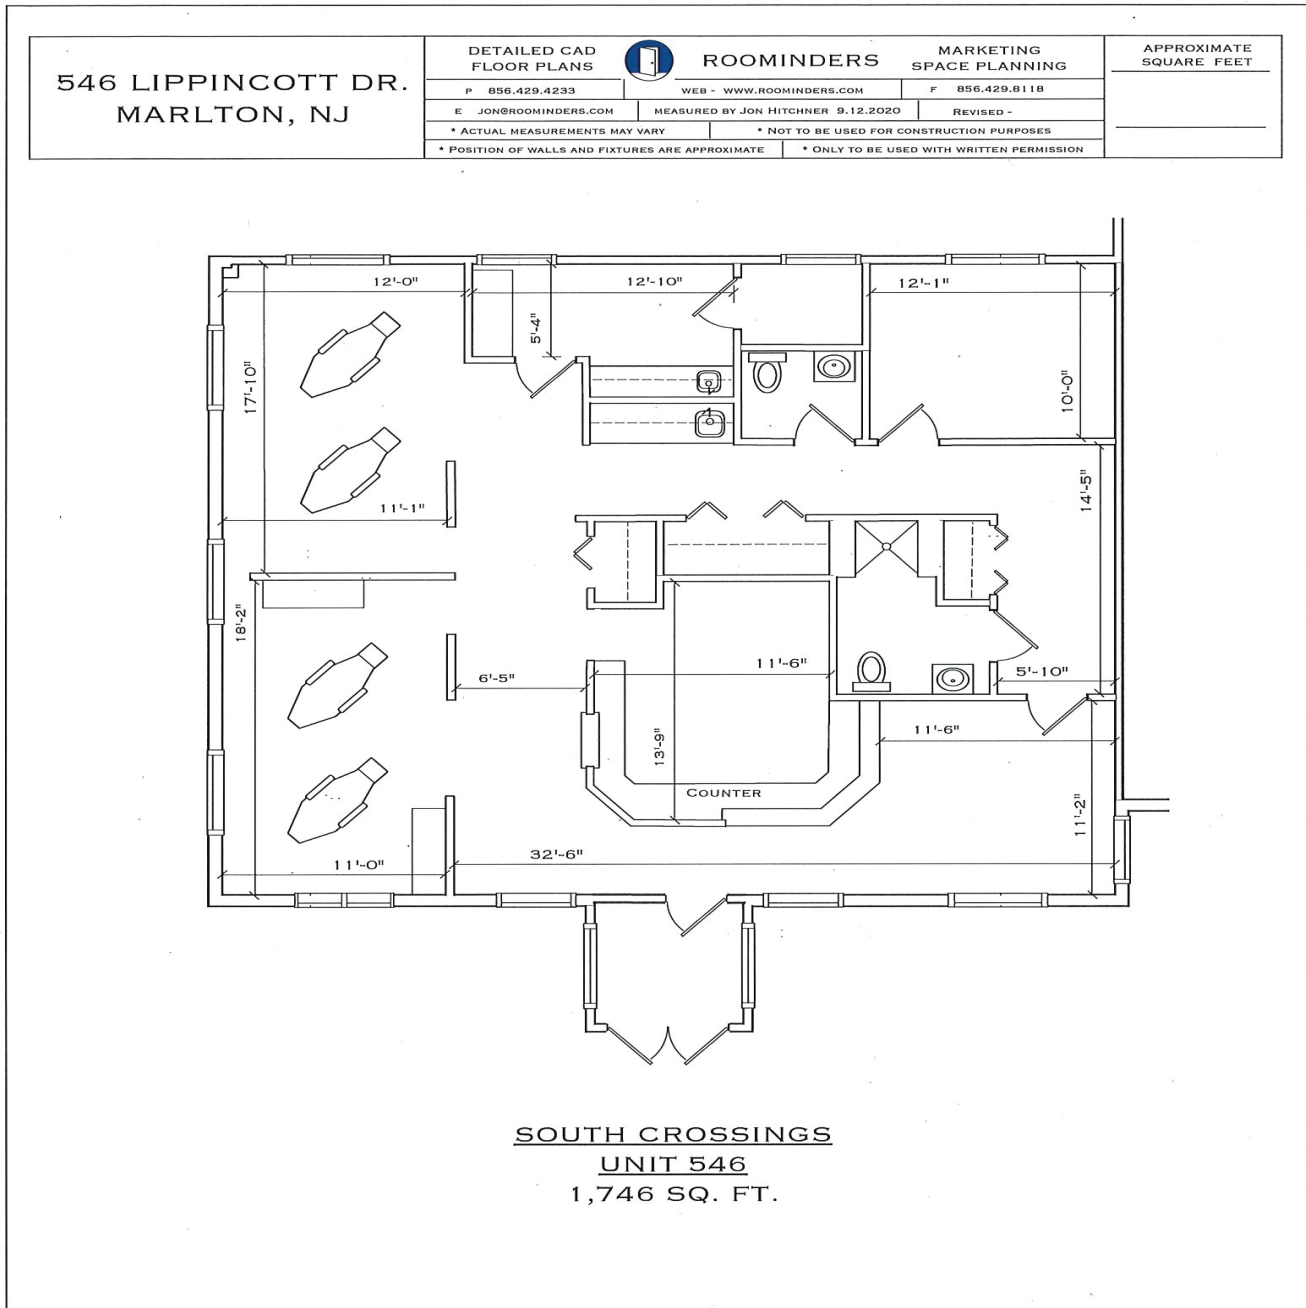 546 LIPPINCOTT DR.
MARLTON, NJ
DETAILED CAD
FLOOR PLANS
ROOMINDERS
MARKETING
SPACE PLANNING
P 856.429.4233
WEB - WWW.ROOMINDERS.COM
F 856.429.8118
E JON@ROOMINDERS.COM
MEASURED BY JON HITCHNER 9.12.2020
REVISED -
* ACTUAL MEASUREMENTS MAY VARY
* NOT TO BE USED FOR CONSTRUCTION PURPOSES
* POSITION OF WALLS AND FIXTURES ARE APPROXIMATE
* ONLY TO BE USED WITH WRITTEN PERMISSION
APPROXIMATE
SQUARE FEET
12'-0"
12'-10"
12'-1"
5'-4"
17'-10"
10'-0"
11'-1"
14'-5"
18'-2"
6'-5"
11'-6"
5'-10"
13'-9"
11'-6"
COUNTER
11'-2"
32'-6"
11'-0"
SOUTH CROSSINGS
UNIT 546
1,746 SQ. FT.